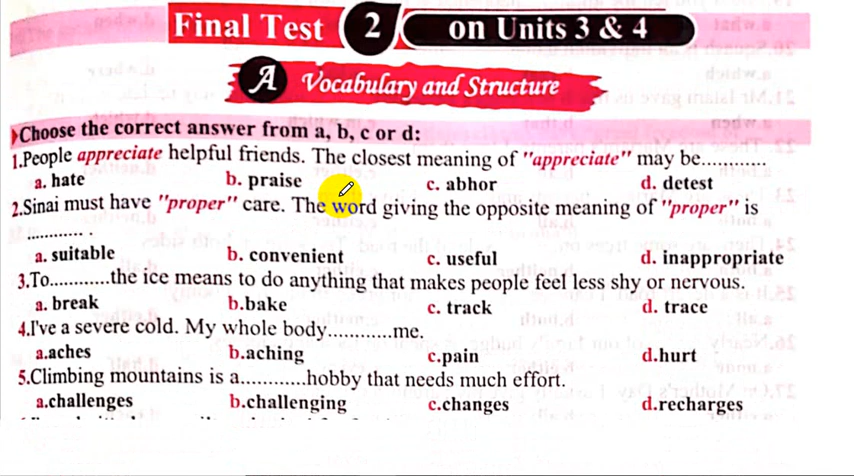 Final Test 2 on Units 3 & 4
A Vocabulary and Structure
Choose the correct answer from a, b, c or d:
1.People appreciate helpful friends. The closest meaning of "appreciate" may be.............
a. hate b. praise c. abhor d. detest
2.Sinai must have "proper" care. The word giving the opposite meaning of "proper" is
............ .
a. suitable b. convenient c. useful d. inappropriate
3.To............the ice means to do anything that makes people feel less shy or nervous.
a. break b.bake c. track d. trace
4.I've a severe cold. My whole body.............me.
a.aches b.aching c.pain d.hurt
5.Climbing mountains is a.............hobby that needs much effort.
a.challenges b.challenging c.changes d.recharges